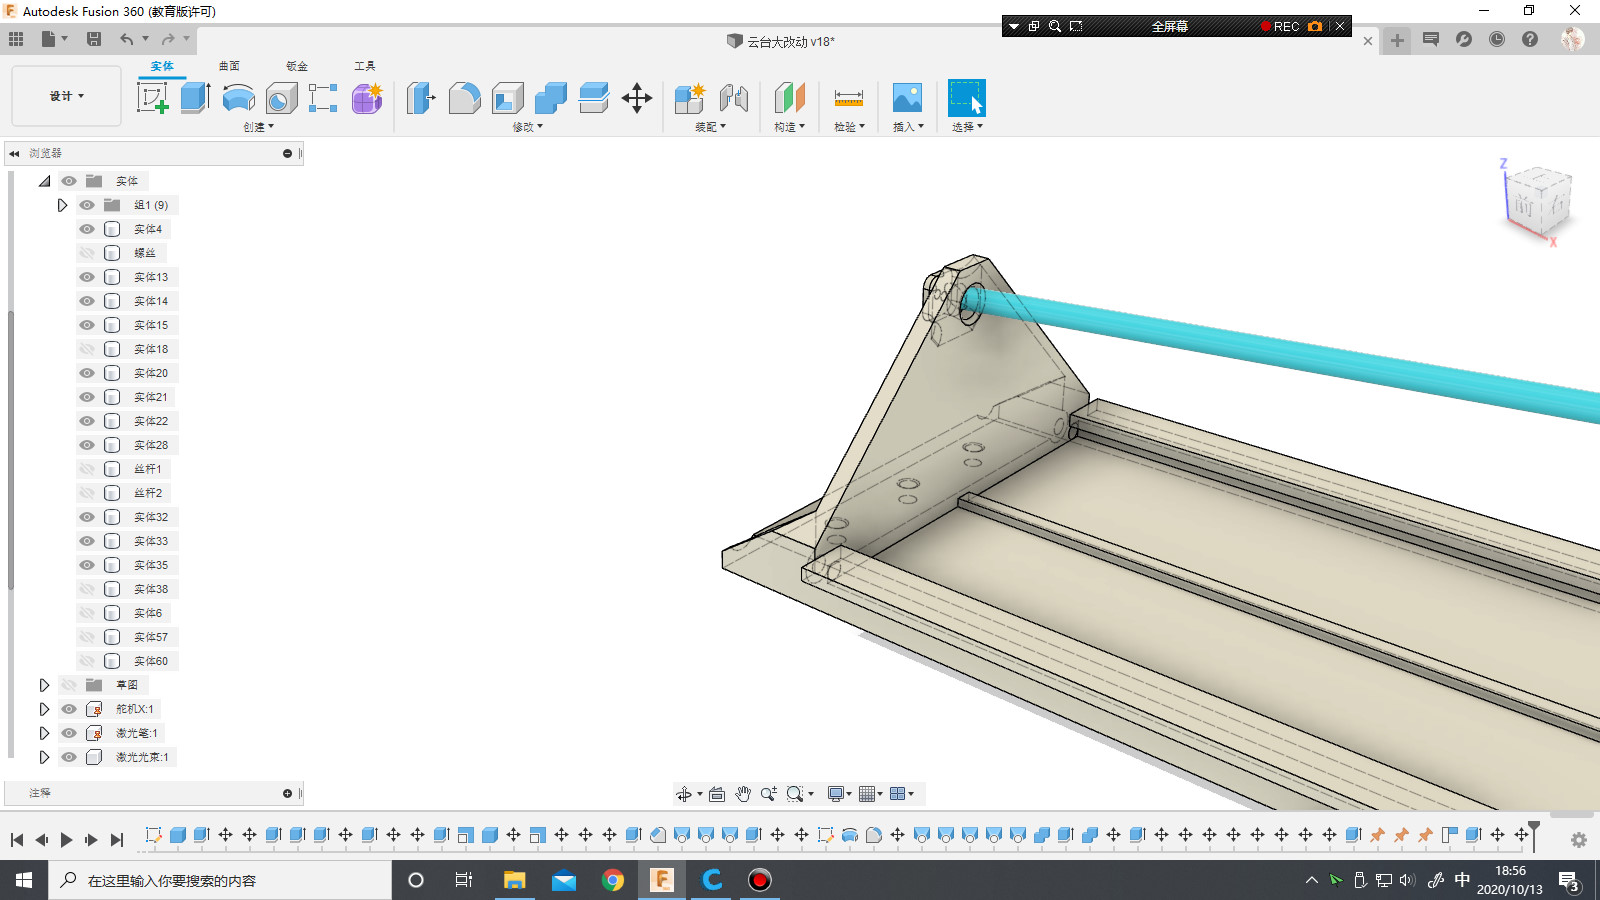 Autodesk Fusion 360 (教育版许可)
全屏幕
REC
云台大改动 v18*
实体
曲面
钣金
工具
设计
创建
修改
装配
构造
检验
插入
选择
浏览器
实体
组1 (9)
实体4
螺丝
实体13
实体14
实体15
实体18
实体20
实体21
实体22
实体28
丝杆1
丝杆2
实体32
实体33
实体35
实体38
实体6
实体57
实体60
草图
舵机X:1
激光笔:1
激光光束:1
注释
Z
前
右
X
在这里输入你要搜索的内容
中
18:56
2020/10/13
3